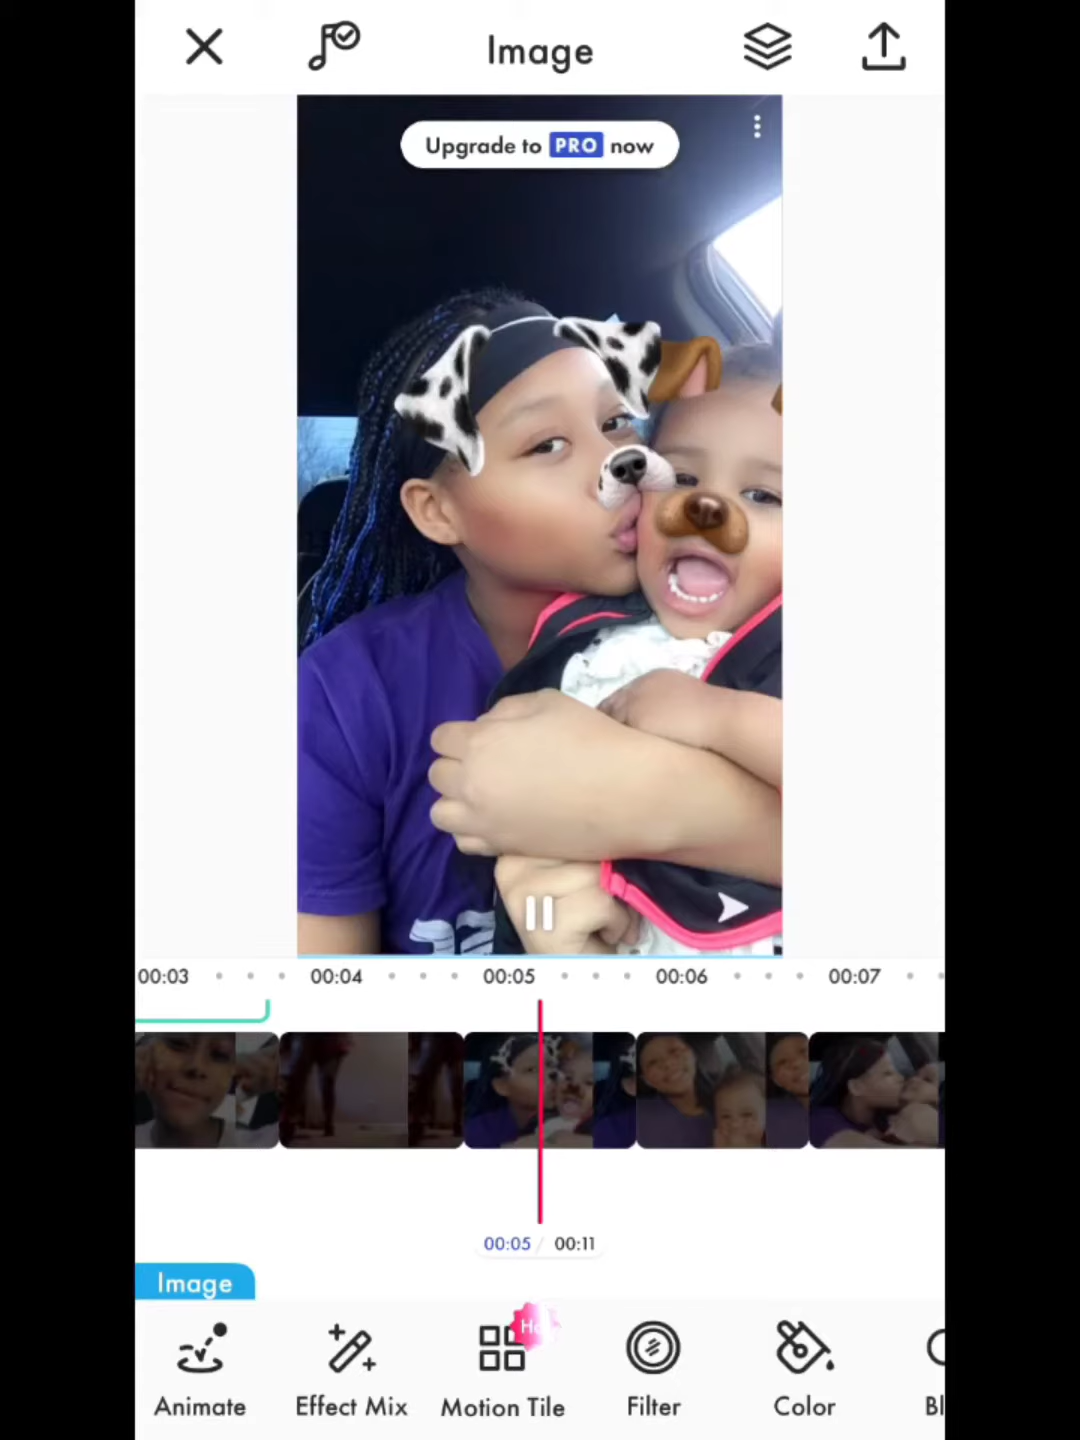 Image
Upgrade to PRO now
00:03 00:04 00:05 00:06 00:07
00:05 / 00:11
Image
Animate Effect Mix Motion Tile Filter Color Bl